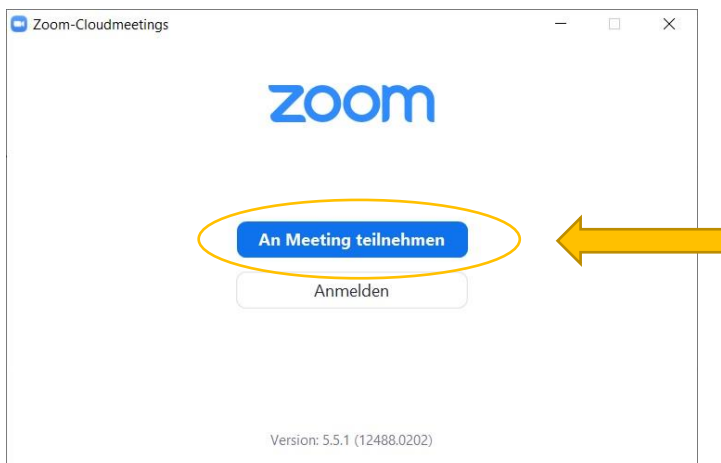 Zoom-Cloudmeetings
zoom
An Meeting teilnehmen
Anmelden
Version: 5.5.1 (12488.0202)